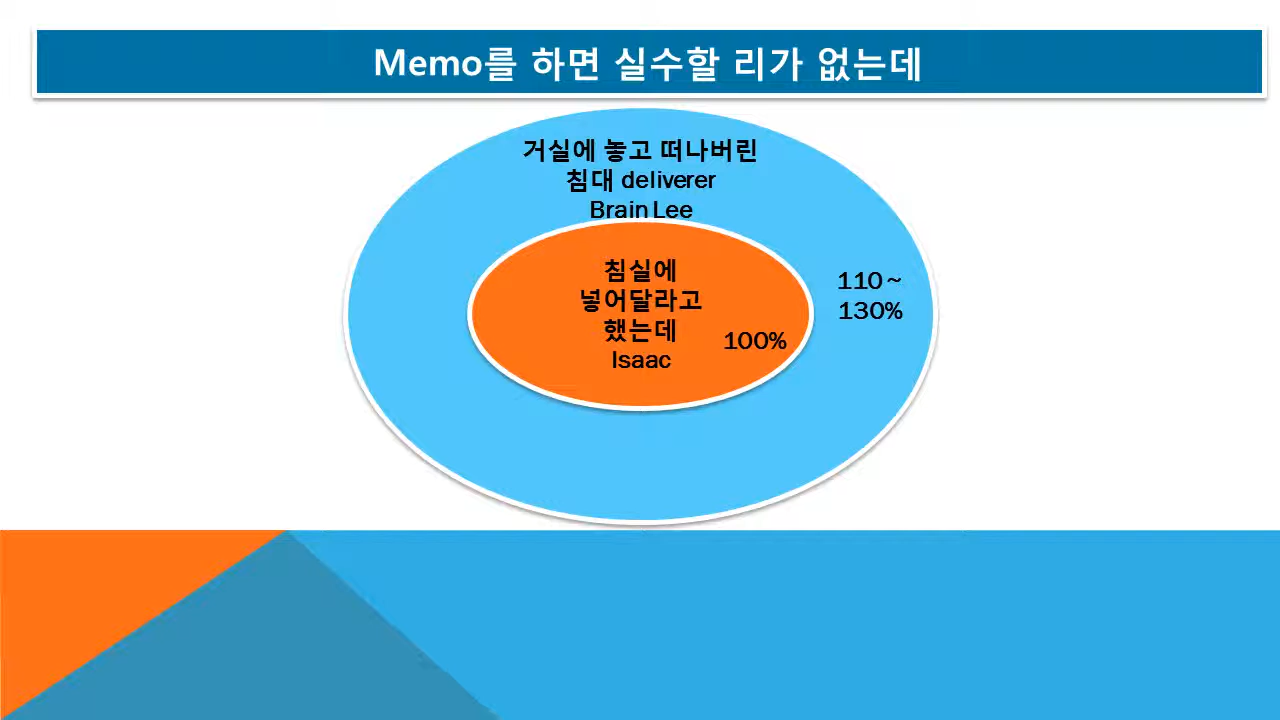 Memo를 하면 실수할 리가 없는데
거실에 놓고 떠나버린
침대 deliverer
Brain Lee
침실에
넣어달라고
했는데
Isaac
100%
110~
130%